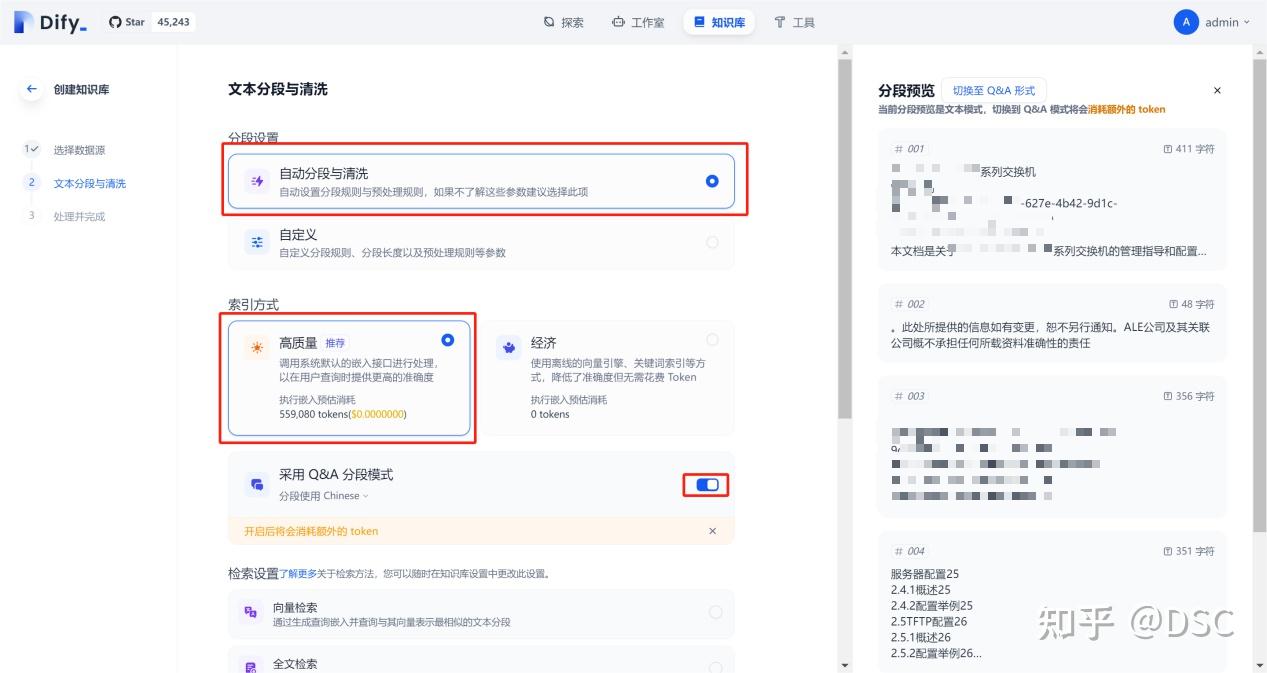 Dify_
Star 45,243
探索
工作室
知识库
工具
A admin
创建知识库
1 选择数据源
2 文本分段与清洗
3 处理并完成
文本分段与清洗
分段设置
自动分段与清洗
自动设置分段规则与预处理规则，如果不了解这些参数建议选择此项
自定义
自定义分段规则、分段长度以及预处理规则等参数
索引方式
高质量 推荐
调用系统默认的嵌入接口进行处理，
以在用户查询时提供更高的准确度
执行嵌入预估消耗
559,080 tokens($0.0000000)
经济
使用离线的向量引擎、关键词索引等方
式，降低了准确度但无需花费 Token
执行嵌入预估消耗
0 tokens
采用 Q&A 分段模式
分段使用 Chinese
开启后将会消耗额外的 token
检索设置
了解更多关于检索方法，您可以随时在知识库设置中更改此设置。
向量检索
通过生成查询嵌入并查询与其向量表示最相似的文本分段
全文检索
分段预览 切换至 Q&A 形式
当前分段预览是文本模式，切换到 Q&A 模式将会消耗额外的 token
# 001 411 字符
系列交换机
-627e-4b42-9d1c-
本文档是关于 系列交换机的管理指导和配置...
# 002 48 字符
。此处所提供的信息如有变更，恕不另行通知。ALE公司及其关联
公司概不承担任何所载资料准确性的责任
# 003 356 字符
# 004 351 字符
服务器配置25
2.4.1概述25
2.4.2配置举例25
2.5TFTP配置26
2.5.1概述26
2.5.2配置举例26...
知乎 @DSC